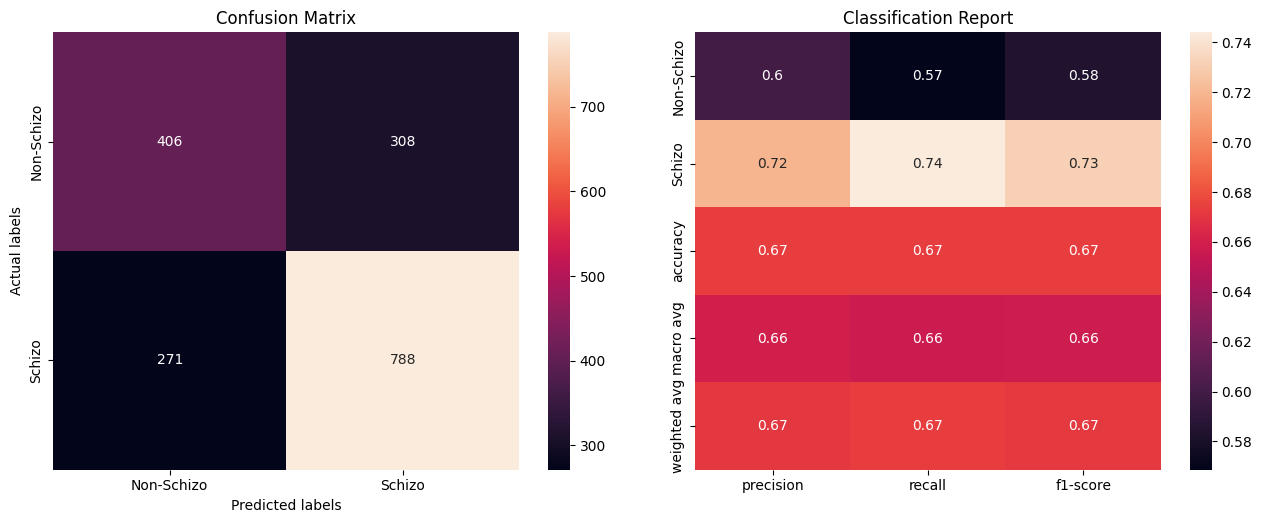 Confusion Matrix
Actual labels
Non-Schizo
Schizo
406 308
271 788
Non-Schizo Schizo
Predicted labels
700
600
500
400
300
Classification Report
Non-Schizo
Schizo
accuracy
macro avg
weighted avg
0.6 0.57 0.58
0.72 0.74 0.73
0.67 0.67 0.67
0.66 0.66 0.66
0.67 0.67 0.67
precision recall f1-score
0.74
0.72
0.70
0.68
0.66
0.64
0.62
0.60
0.58